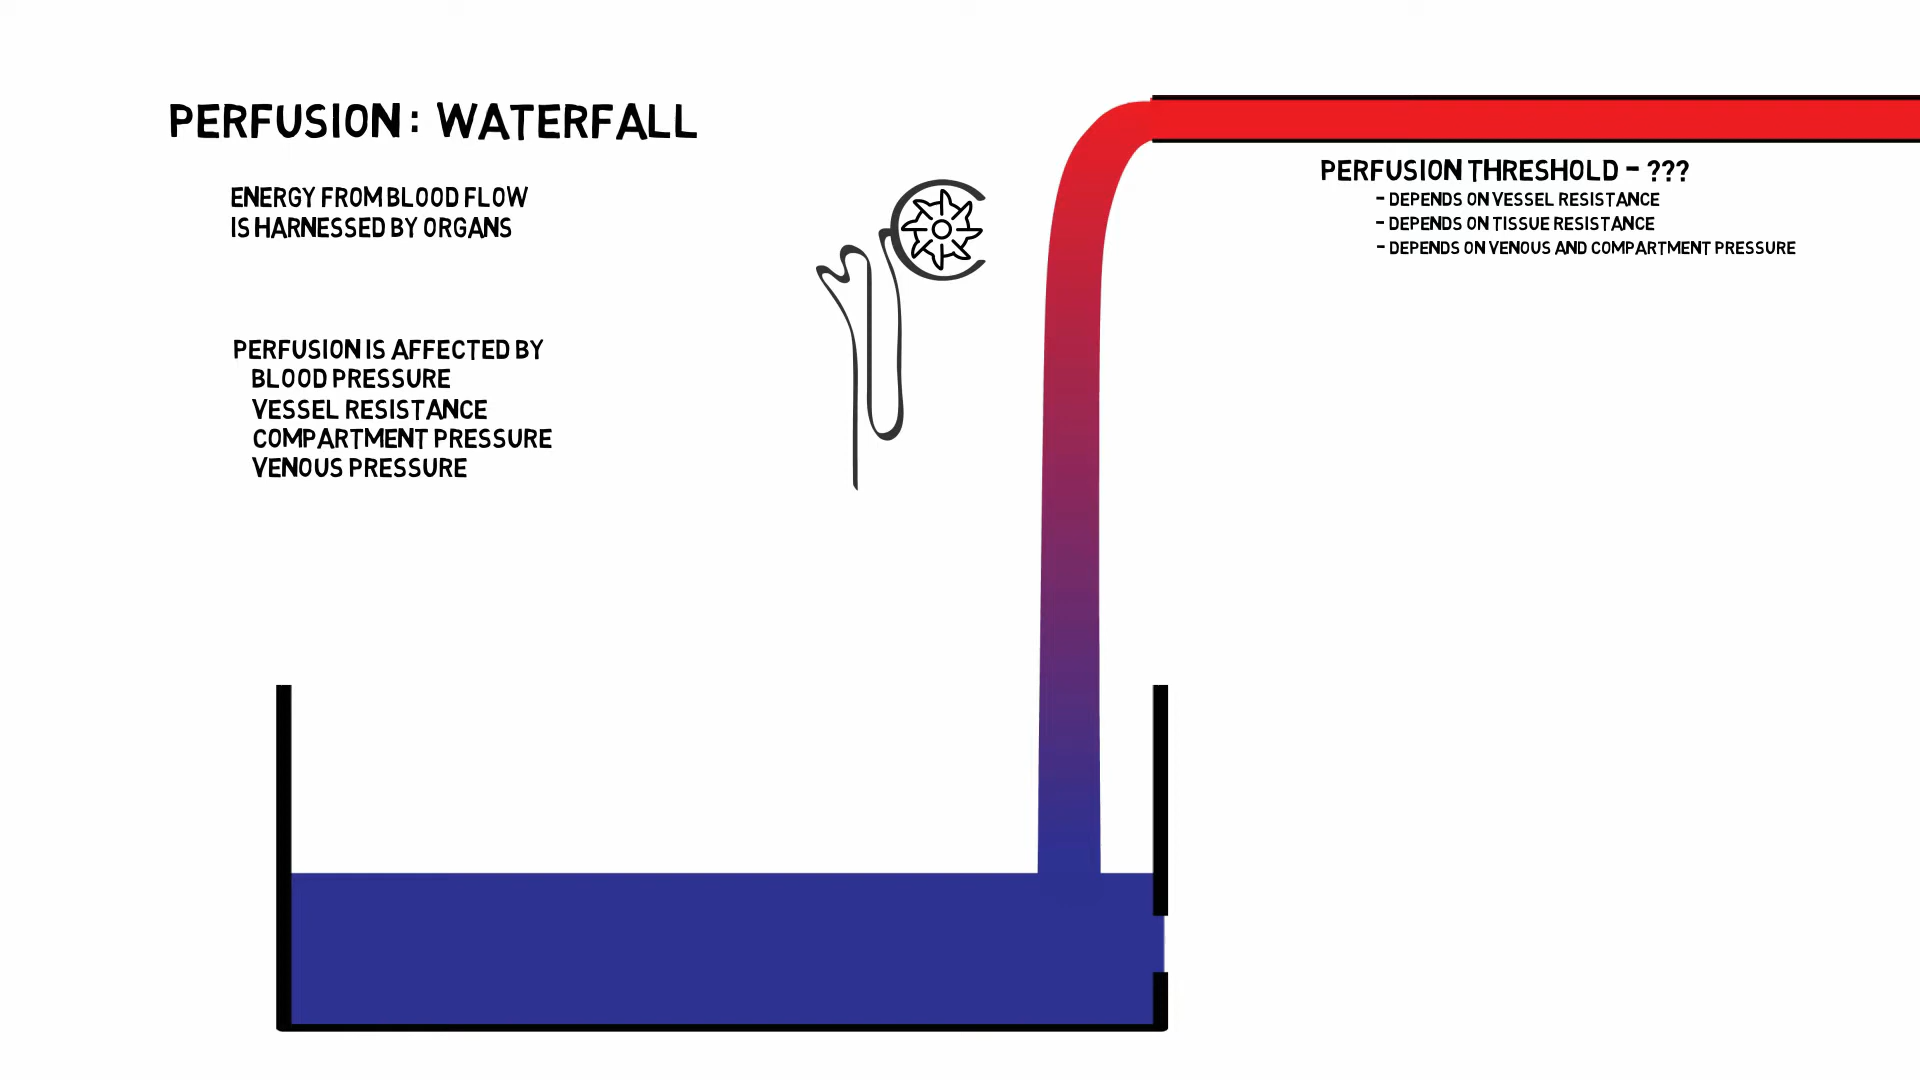 PERFUSION: WATERFALL
ENERGY FROM BLOOD FLOW
IS HARNESSED BY ORGANS
PERFUSION IS AFFECTED BY
BLOOD PRESSURE
VESSEL RESISTANCE
COMPARTMENT PRESSURE
VENOUS PRESSURE
PERFUSION THRESHOLD - ???
- DEPENDS ON VESSEL RESISTANCE
- DEPENDS ON TISSUE RESISTANCE
- DEPENDS ON VENOUS AND COMPARTMENT PRESSURE